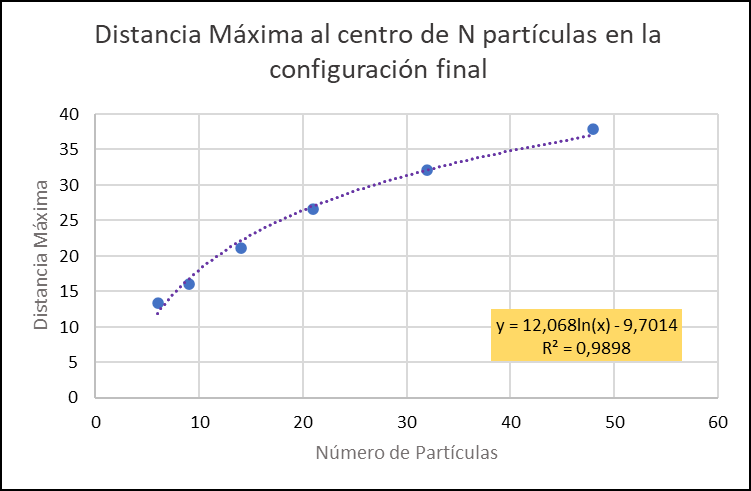 Distancia Máxima al centro de N partículas en la
configuración final
40
35
30
25
20
15
10
5
0
Distancia Máxima
y = 12,068ln(x) - 9,7014
R² = 0,9898
0 10 20 30 40 50 60
Número de Partículas